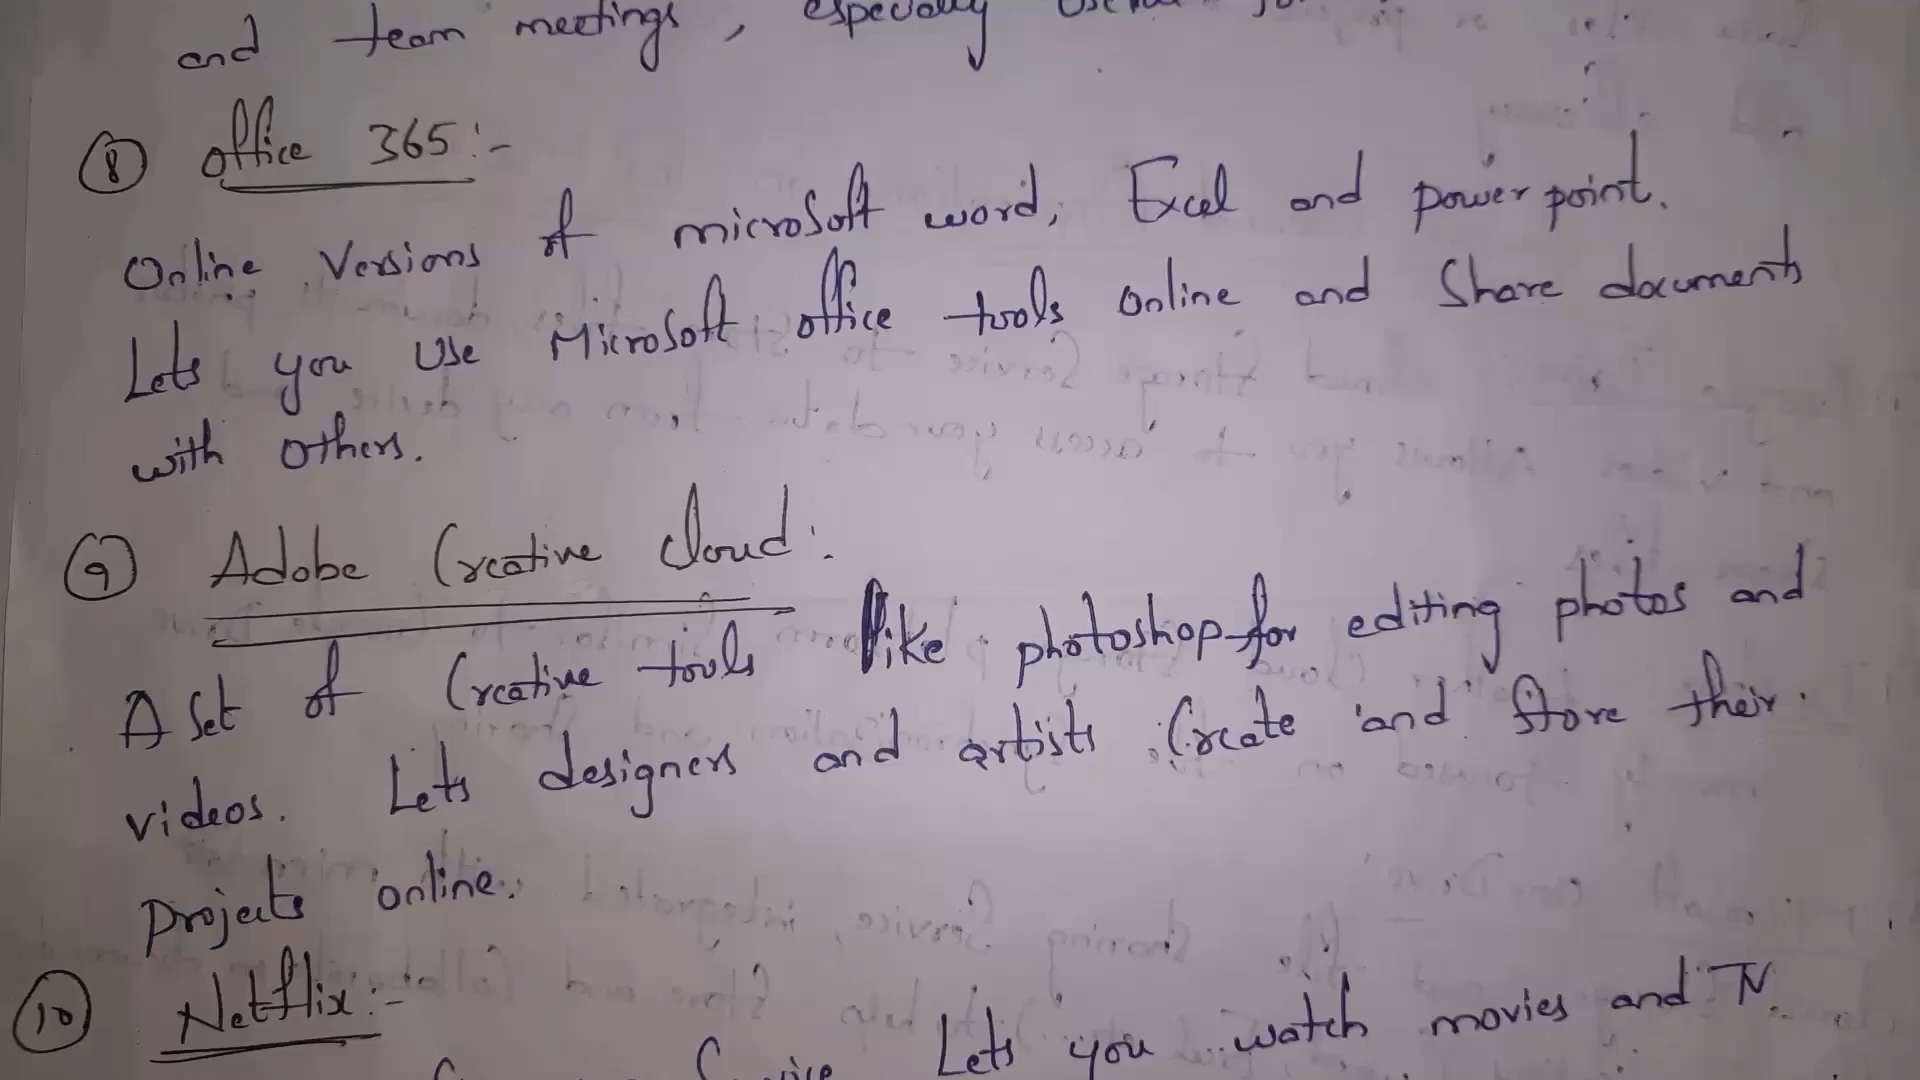 and team meetings, especially
8 office 365:-
Online Versions of microsoft word, Excel and power point.
Lets you Use Microsoft office tools online and Share documents
with others.
9 Adobe Creative Cloud:
A Set of Creative tools like photoshop for editing photos and
videos. Lets designers and artists Create and Store their
Projects online.
10 Netflix:-
Lets you watch movies and TV